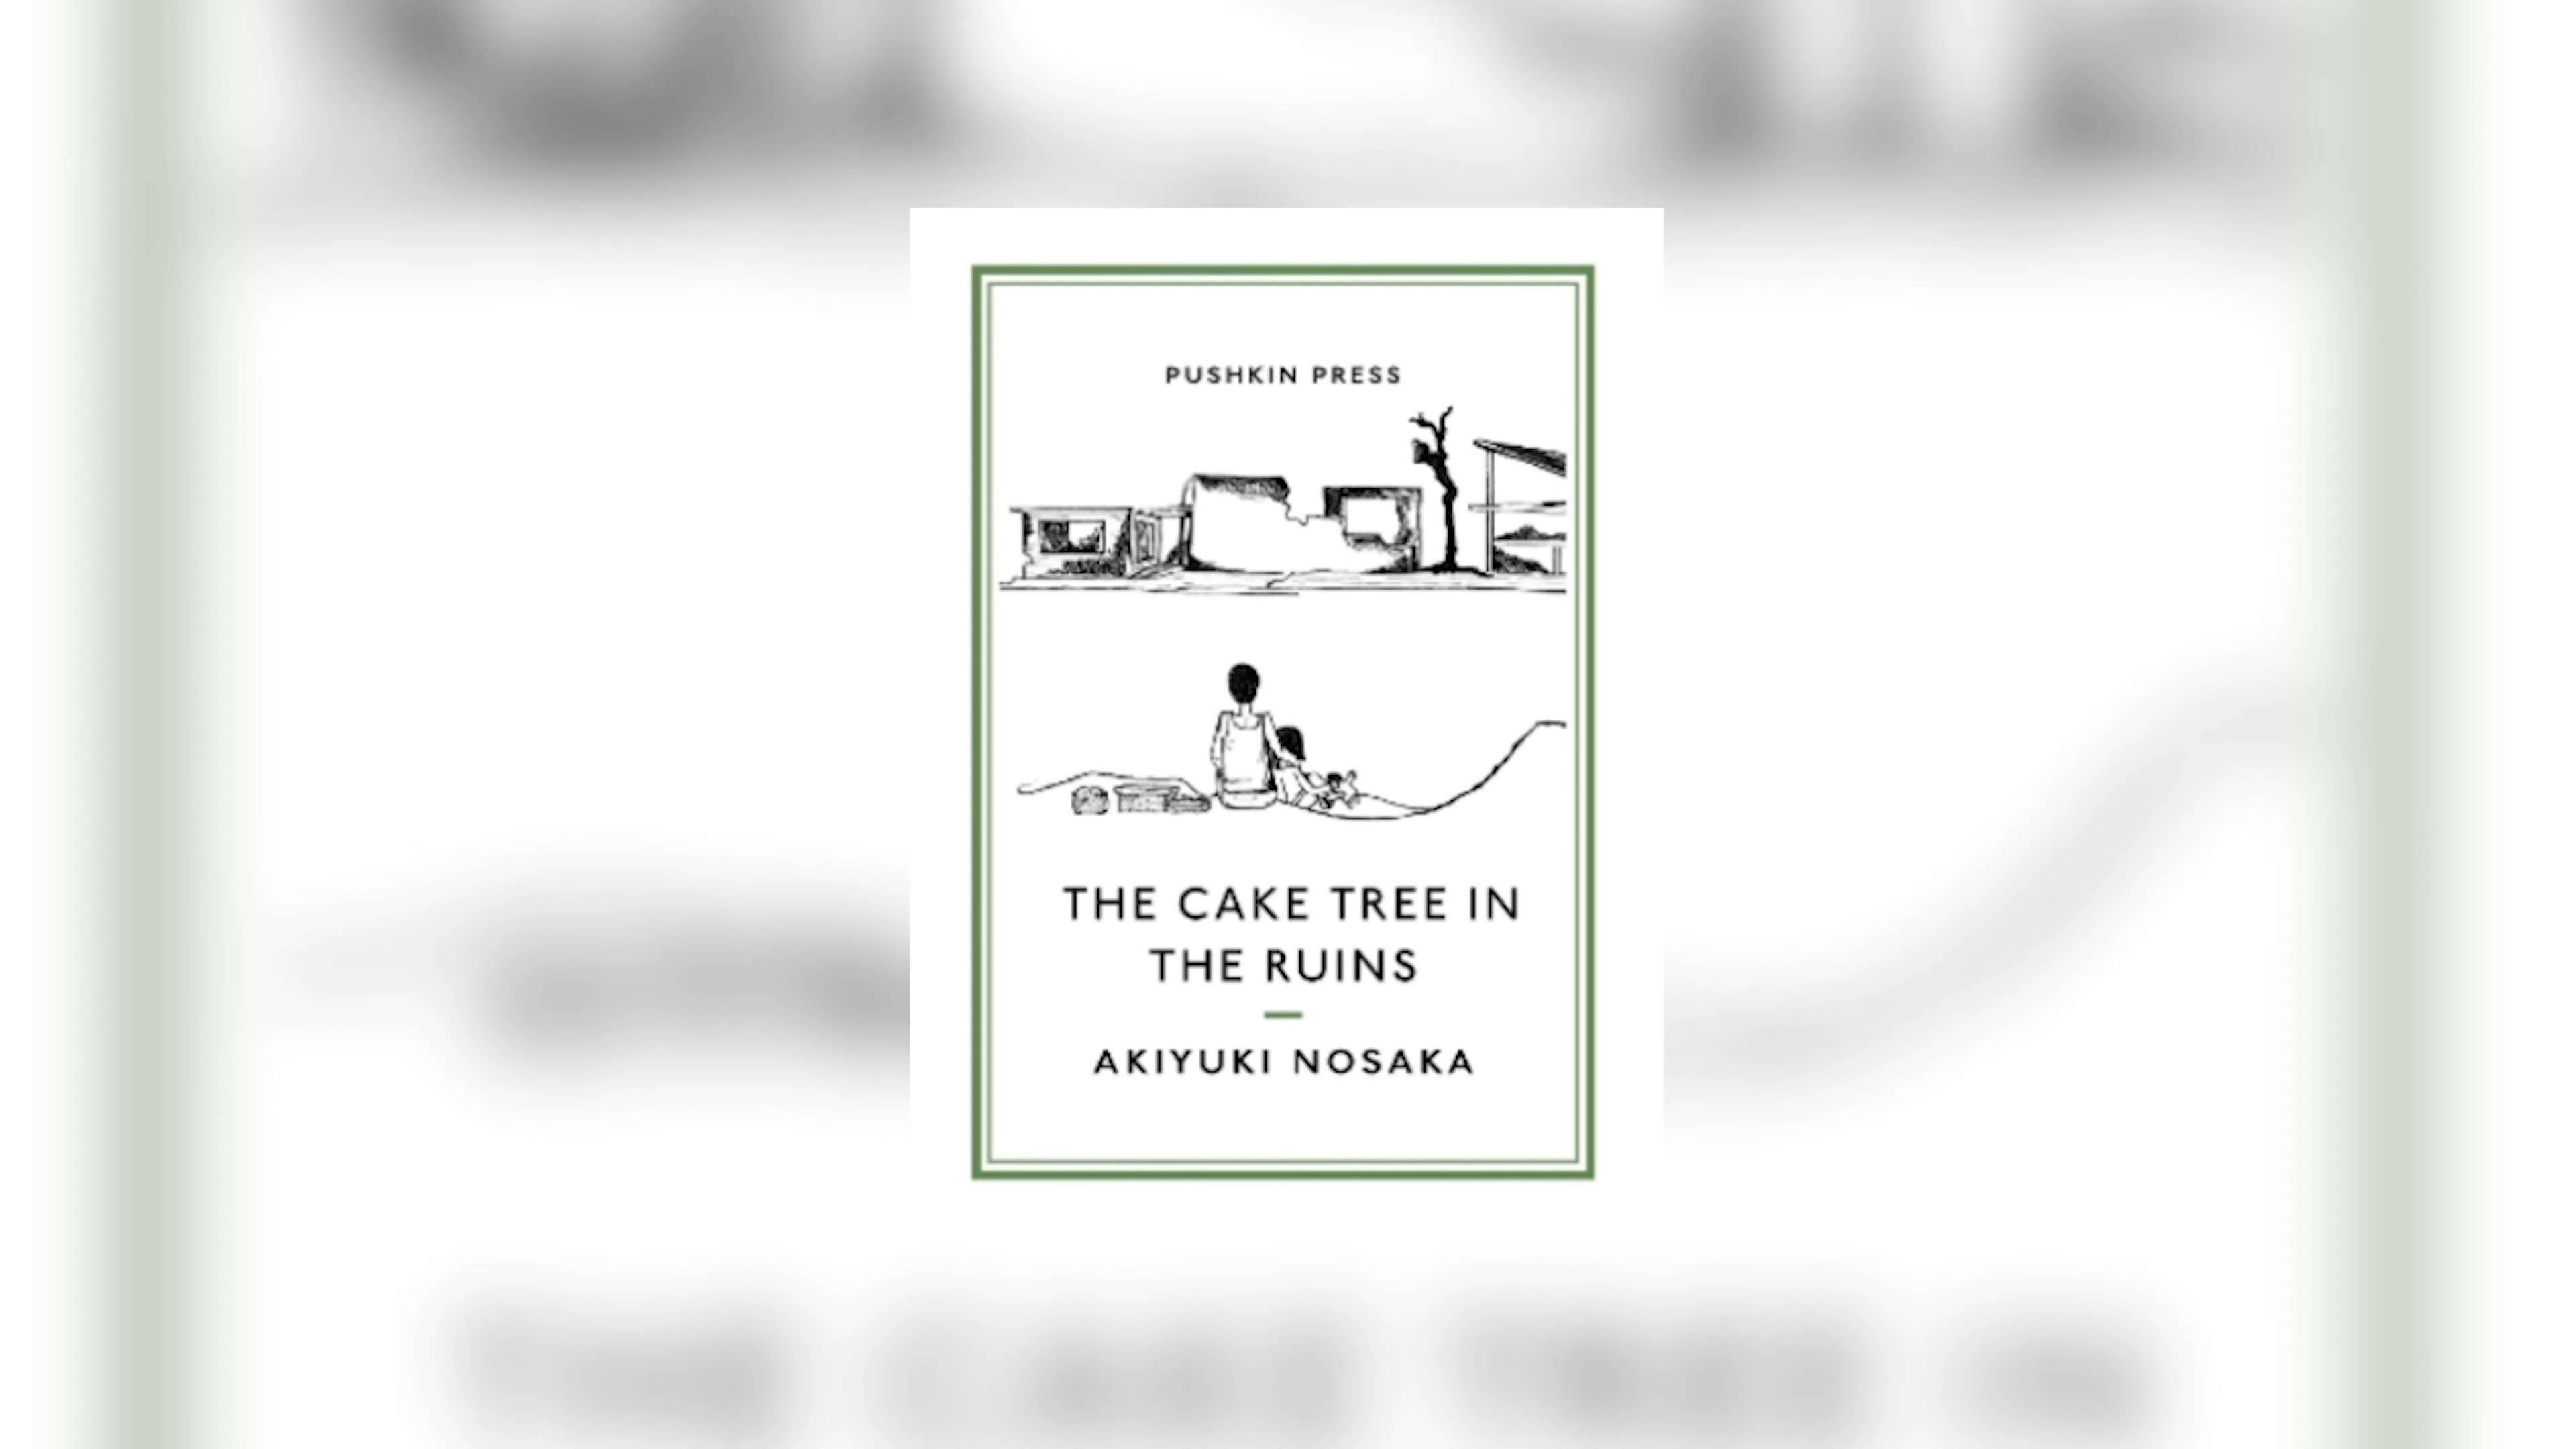 PUSHKIN PRESS
THE CAKE TREE IN
THE RUINS
AKIYUKI NOSAKA